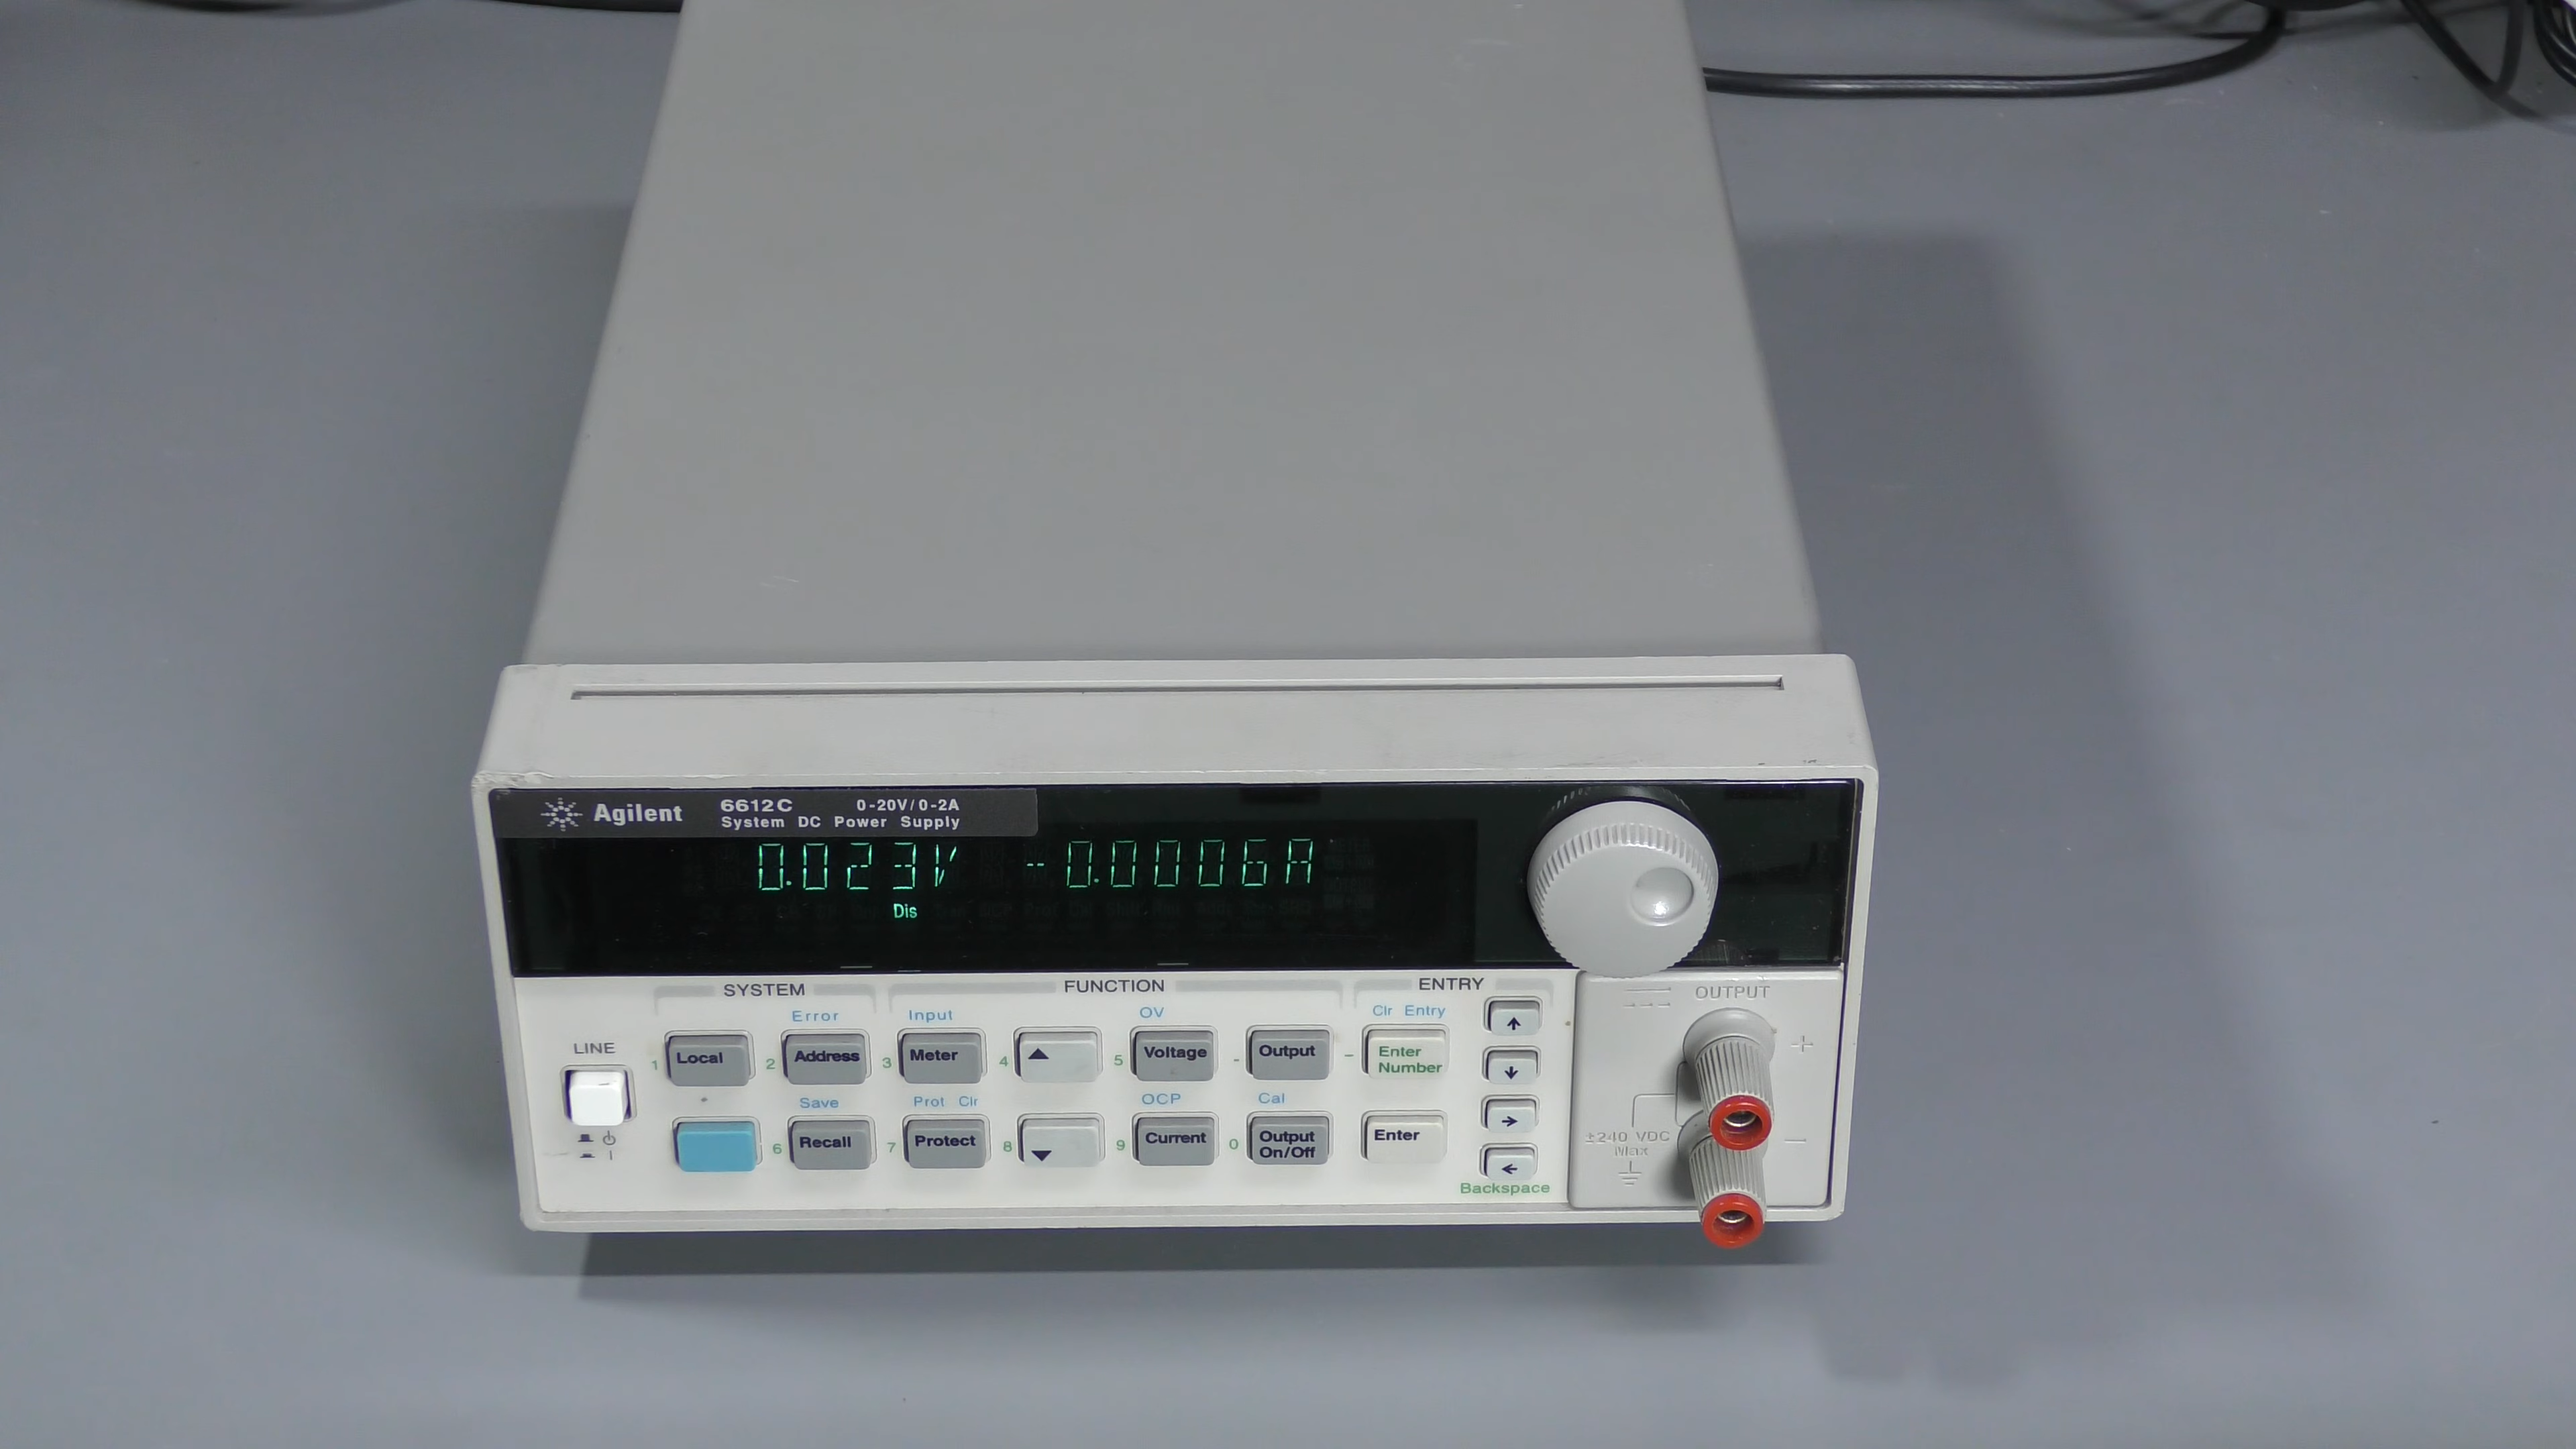 Agilent 6612C 0-20V/0-2A
System DC Power Supply
0.023V -0.0006A
Dis
SYSTEM FUNCTION ENTRY
Error Input OV Clr Entry
LINE
1 Local 2 Address 3 Meter 4 5 Voltage - Output - Enter Number
Save Prot Clr OCP Cal
6 Recall 7 Protect 8 9 Current 0 Output On/Off Enter
Backspace
OUTPUT
+
±240 VDC
Max
-